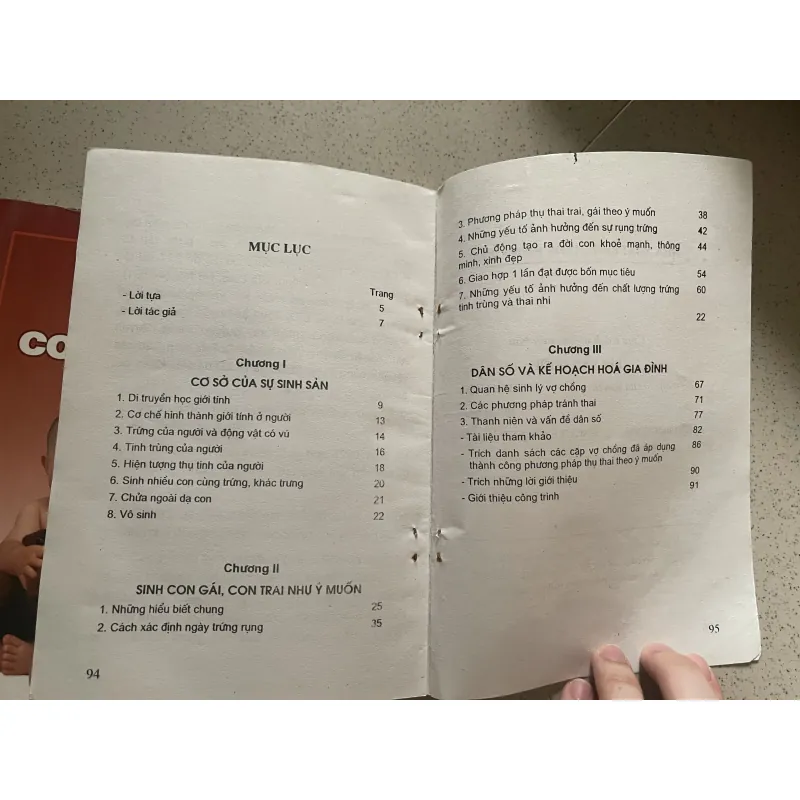 CO
MỤC LỤC
Trang
- Lời tựa 5
- Lời tác giả 7
Chương I
CƠ SỞ CỦA SỰ SINH SẢN
1. Di truyền học giới tính 9
2. Cơ chế hình thành giới tính ở người 13
3. Trứng của người và động vật có vú 14
4. Tinh trùng của người 16
5. Hiện tượng thụ tinh của người 18
6. Sinh nhiều con cùng trứng, khác trưng 20
7. Chửa ngoài dạ con 21
8. Vô sinh 22
Chương II
SINH CON GÁI, CON TRAI NHƯ Ý MUỐN
1. Những hiểu biết chung 25
2. Cách xác định ngày trứng rụng 35
94
3. Phương pháp thụ thai trai, gái theo ý muốn 38
4. Những yếu tố ảnh hưởng đến sự rụng trứng 42
5. Chủ động tạo ra đời con khoẻ mạnh, thông 44
minh, xinh đẹp
6. Giao hợp 1 lần đạt được bốn mục tiêu 54
7. Những yếu tố ảnh hưởng đến chất lượng trứng 60
tinh trùng và thai nhi
22
Chương III
DÂN SỐ VÀ KẾ HOẠCH HOÁ GIA ĐÌNH
1. Quan hệ sinh lý vợ chồng 67
2. Các phương pháp tránh thai 71
3. Thanh niên và vấn đề dân số 77
- Tài liệu tham khảo 82
- Trích danh sách các cặp vợ chồng đã áp dụng 86
thành công phương pháp thụ thai theo ý muốn
- Trích những lời giới thiệu 90
- Giới thiệu công trình 91
95